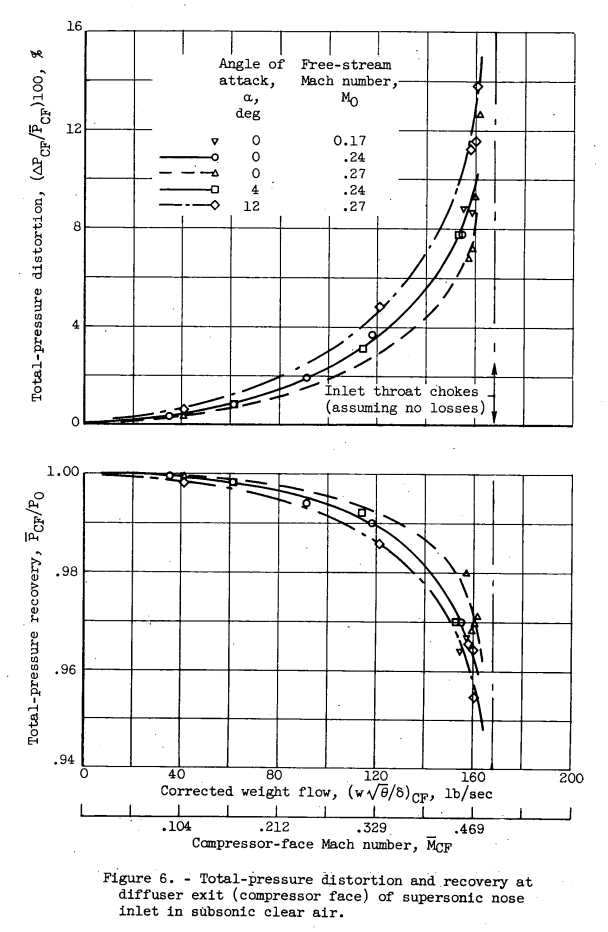 16
12
8
4
0
Total-pressure distortion, (ΔP_CF/P̅_CF)100, %
Angle of attack, α, deg
Free-stream Mach number, M_O
▽ 0 0.17
○ 0 .24
△ 0 .27
□ 4 .24
◇ 12 .27
Inlet throat chokes
(assuming no losses)
1.00
.98
.96
.94
Total-pressure recovery, P̅_CF/P_O
0 40 80 120 160 200
Corrected weight flow, (w√θ/δ)_CF, lb/sec
.104 .212 .329 .469
Compressor-face Mach number, M̅_CF
Figure 6. - Total-pressure distortion and recovery at
diffuser exit (compressor face) of supersonic nose
inlet in subsonic clear air.